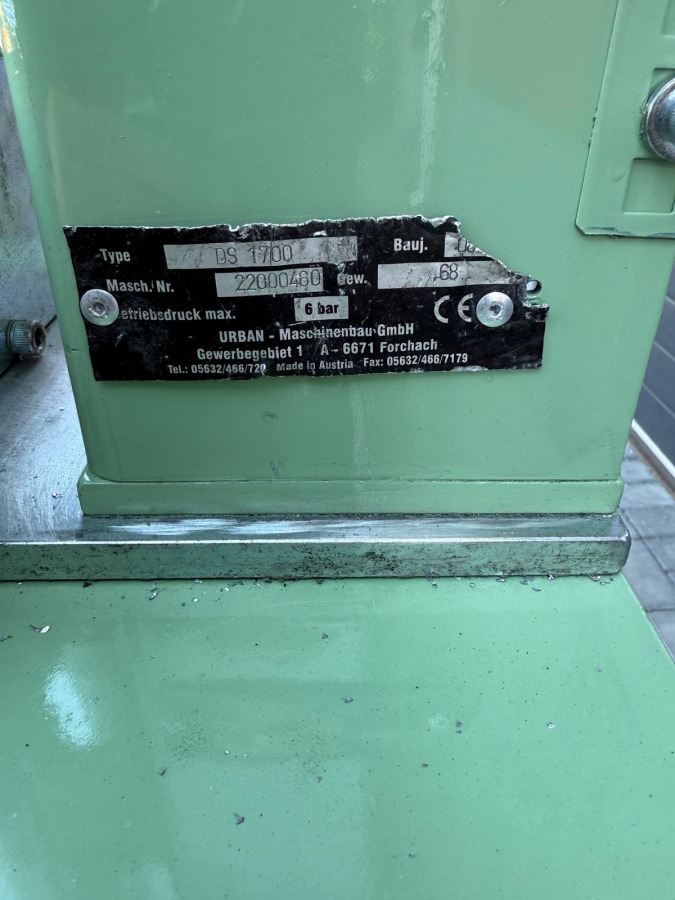 Type DS 1700 Bauj.
Masch. Nr. 22000480 Gew. 68
etriebsdruck max. 6 bar CE
URBAN - Maschinenbau GmbH
Gewerbegebiet 1 A - 6671 Forchach
Tel.: 05632/466/720 Made in Austria Fax: 05632/466/7179